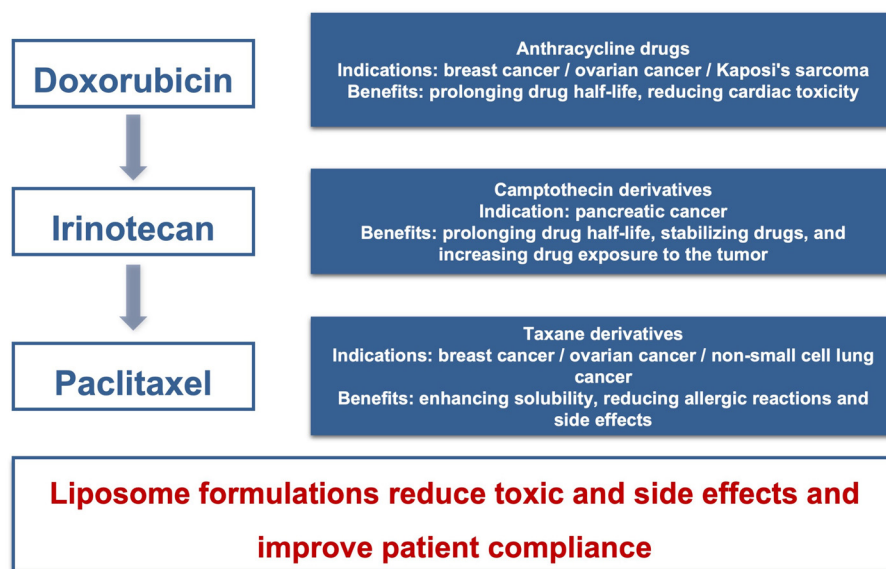 Doxorubicin
Anthracycline drugs
Indications: breast cancer / ovarian cancer / Kaposi's sarcoma
Benefits: prolonging drug half-life, reducing cardiac toxicity
Irinotecan
Camptothecin derivatives
Indication: pancreatic cancer
Benefits: prolonging drug half-life, stabilizing drugs, and
increasing drug exposure to the tumor
Paclitaxel
Taxane derivatives
Indications: breast cancer / ovarian cancer / non-small cell lung
cancer
Benefits: enhancing solubility, reducing allergic reactions and
side effects
Liposome formulations reduce toxic and side effects and
improve patient compliance